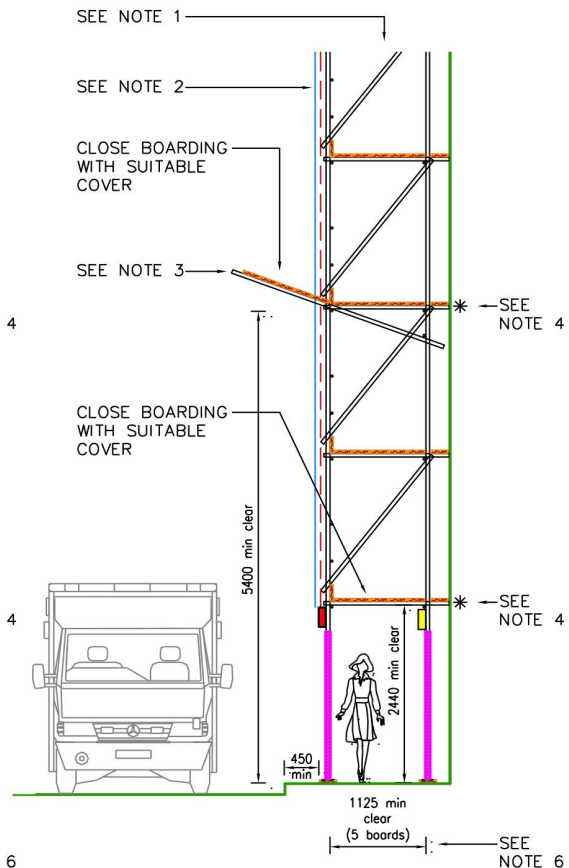 SEE NOTE 1
SEE NOTE 2
CLOSE BOARDING
WITH SUITABLE
COVER
SEE NOTE 3
4
SEE
NOTE 4
CLOSE BOARDING
WITH SUITABLE
COVER
5400 min clear
4
SEE
NOTE 4
2440 min clear
450
min
1125 min
clear
(5 boards)
6
SEE
NOTE 6